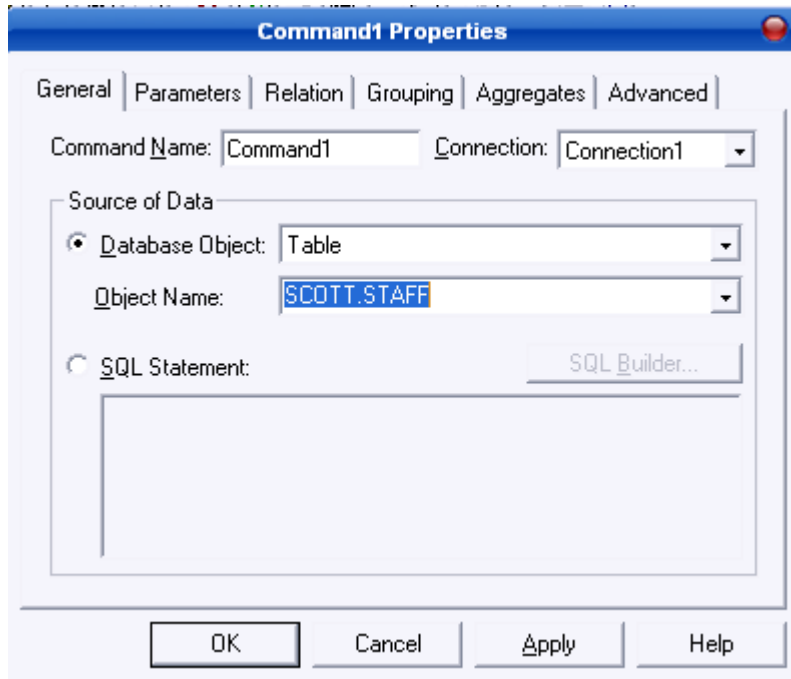 Command1 Properties
General Parameters Relation Grouping Aggregates Advanced
Command Name: Command1 Connection: Connection1
Source of Data
Database Object: Table
Object Name: SCOTT.STAFF
SQL Statement: SQL Builder...
OK Cancel Apply Help